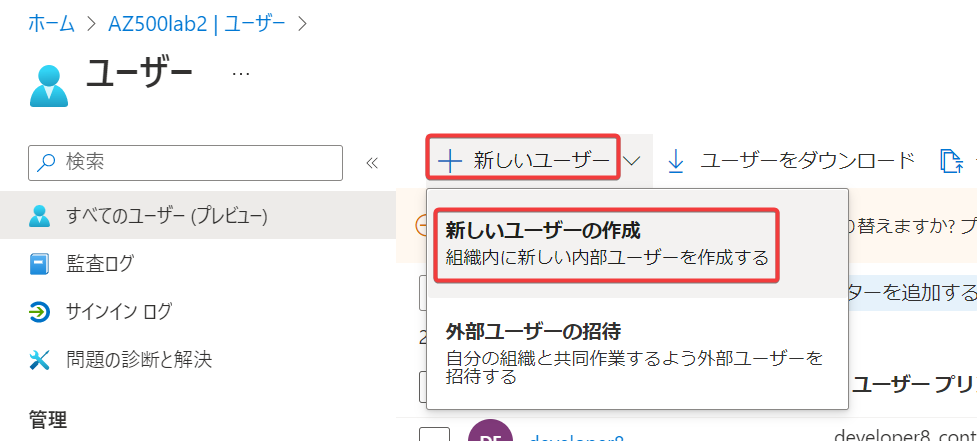 ホーム > AZ500lab2 | ユーザー >
ユーザー ...
検索 «
すべてのユーザー (プレビュー)
監査ログ
サインイン ログ
問題の診断と解決
管理
+ 新しいユーザー ユーザーをダウンロード
新しいユーザーの作成
組織内に新しい内部ユーザーを作成する
外部ユーザーの招待
自分の組織と共同作業するよう外部ユーザーを
招待する
替えますか? プ
ターを追加する
2
ユーザー プリン
DE developer8 developer8_cont